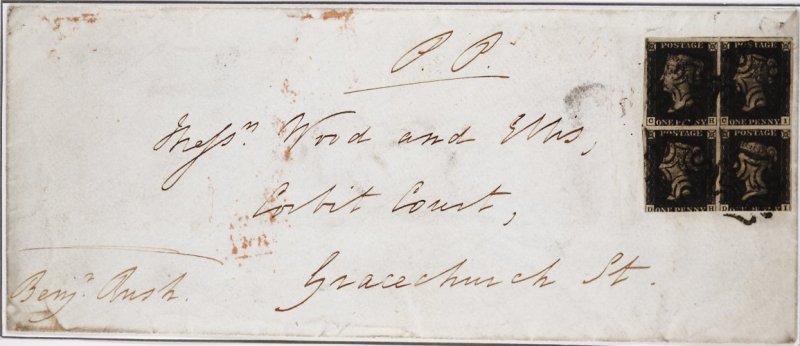 P. P.
Messrs Wood and Ellis,
Corbit Court,
Gracechurch St.
Benjn Rush.
POSTAGE POSTAGE
C H C I
ONE PENNY ONE PENNY
POSTAGE POSTAGE
D H D I
ONE PENNY